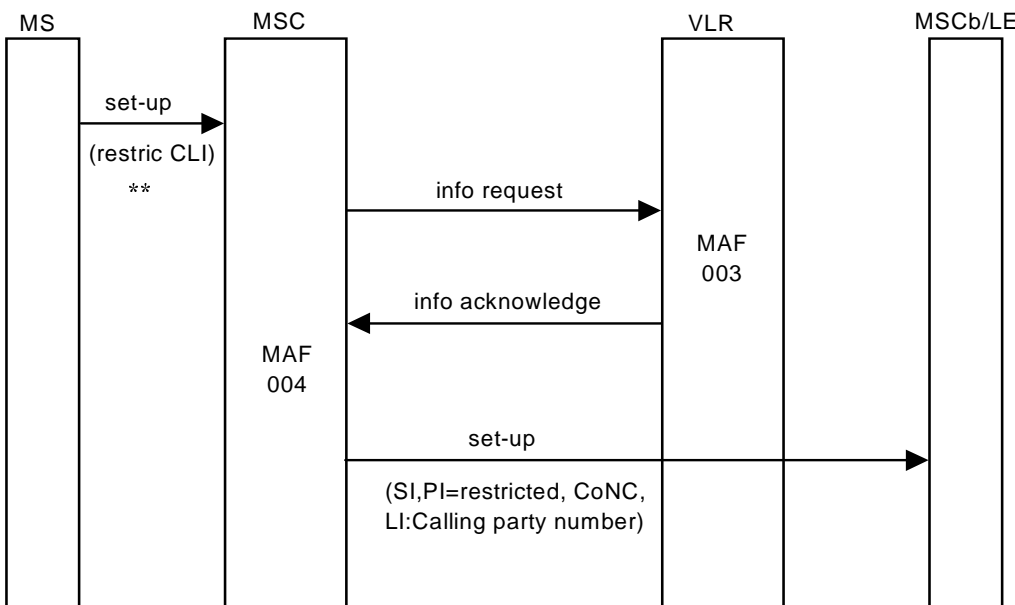 MS
MSC
VLR
MSCb/LE
set-up
(restric CLI)
**
info request
MAF
003
info acknowledge
MAF
004
set-up
(SI,PI=restricted, CoNC,
LI:Calling party number)